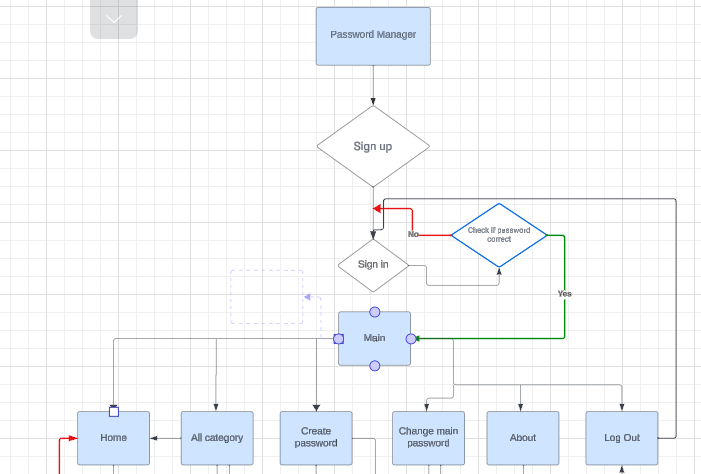 Password Manager
Sign up
No
Check if password
correct
Sign in
Yes
Main
Home
All category
Create
password
Change main
password
About
Log Out